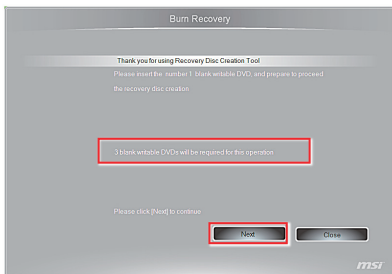 Burn Recovery
Thank you for using Recovery Disc Creation Tool
Please insert the number 1 blank writable DVD, and prepare to proceed
the recovery disc creation
3 blank writable DVDs will be required for this operation
Please click [Next] to continue
Next
Close
msi